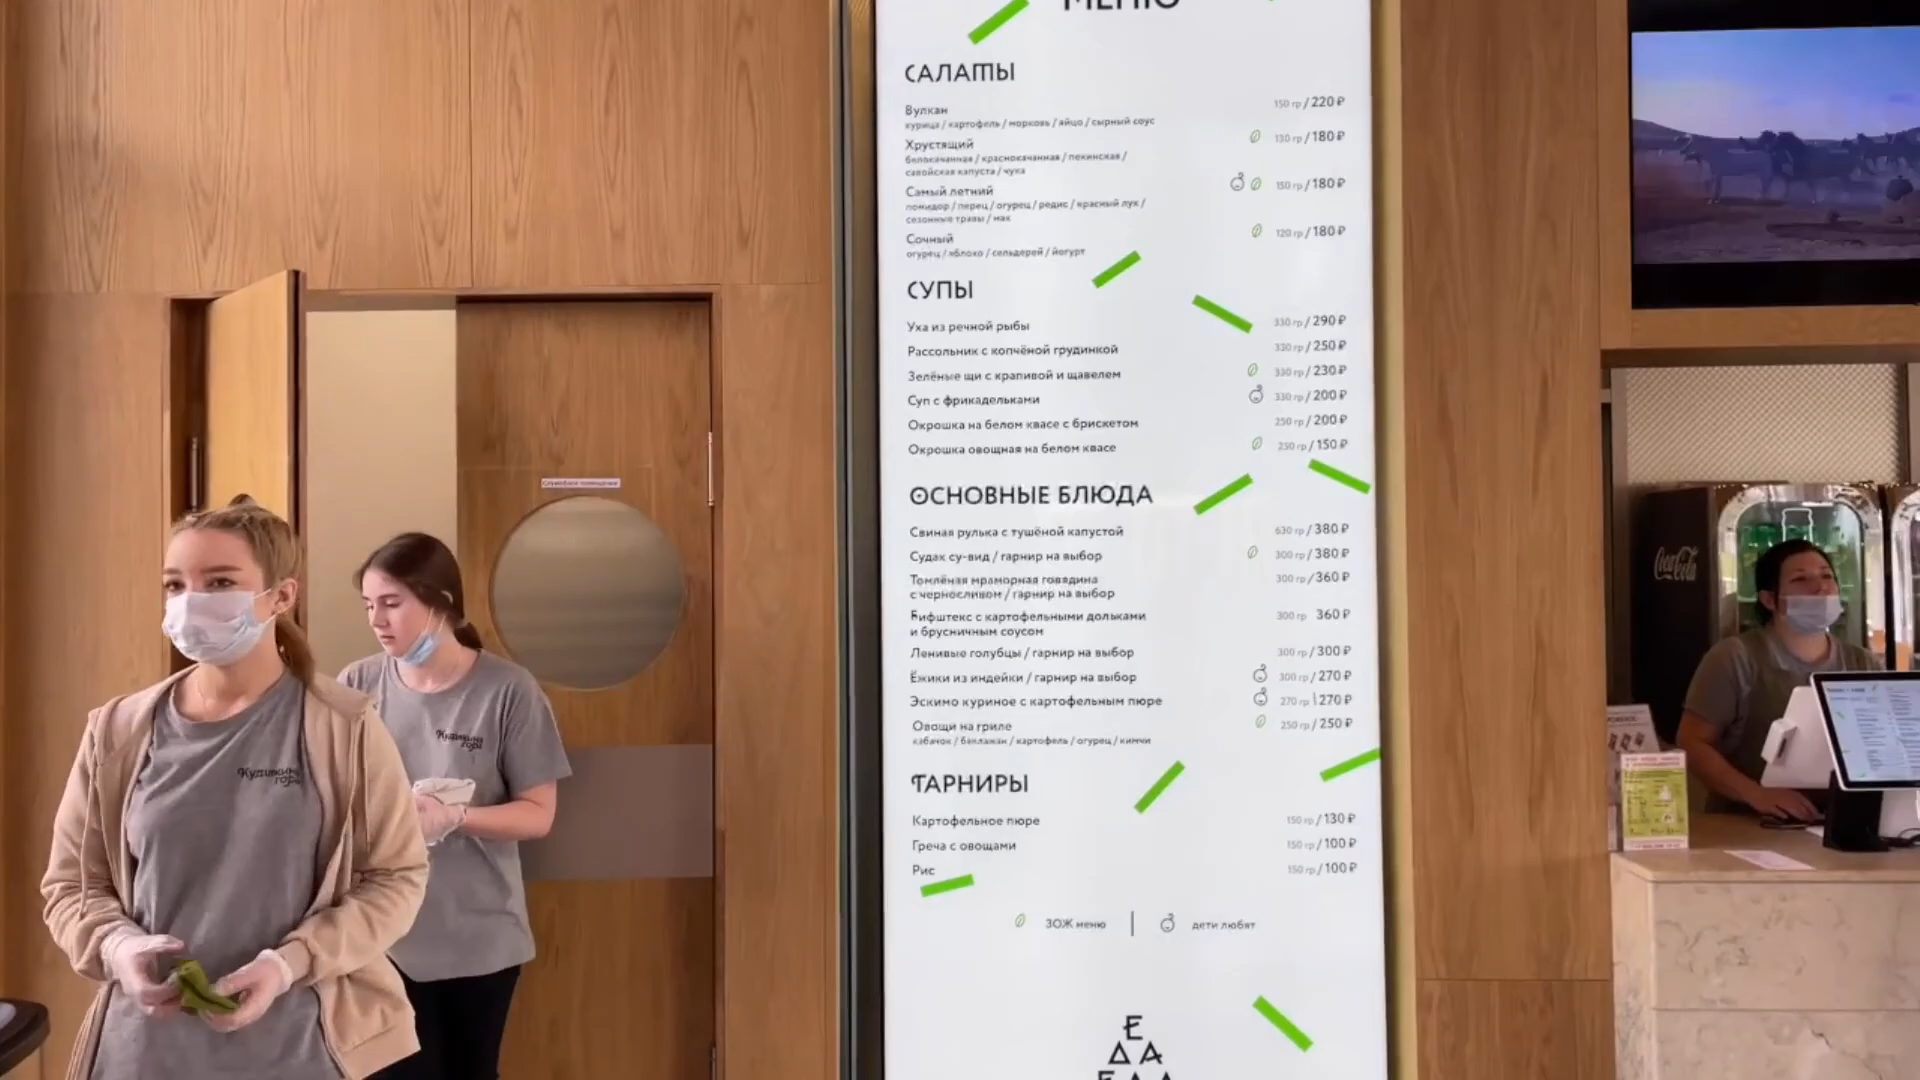 МЕНЮ
САЛАТЫ
Вулкан 150 гр / 220 ₽
курица / картофель / морковь / яйцо / сырный соус
Хрустящий 130 гр / 180 ₽
белокачанная / краснокачанная / пекинская /
савойская капуста / чука
Самый летний 150 гр / 180 ₽
помидор / перец / огурец / редис / красный лук /
сезонные травы / мак
Сочный 120 гр / 180 ₽
огурец / яблоко / сельдерей / йогурт
СУПЫ
Уха из речной рыбы 330 гр / 290 ₽
Рассольник с копчёной грудинкой 330 гр / 250 ₽
Зелёные щи с крапивой и щавелем 330 гр / 230 ₽
Суп с фрикадельками 330 гр / 200 ₽
Окрошка на белом квасе с брискетом 250 гр / 200 ₽
Окрошка овощная на белом квасе 250 гр / 150 ₽
ОСНОВНЫЕ БЛЮДА
Свиная рулька с тушёной капустой 630 гр / 380 ₽
Судак су-вид / гарнир на выбор 300 гр / 380 ₽
Томлёная мраморная говядина 300 гр / 360 ₽
с черносливом / гарнир на выбор
Бифштекс с картофельными дольками 300 гр 360 ₽
и брусничным соусом
Ленивые голубцы / гарнир на выбор 300 гр / 300 ₽
Ёжики из индейки / гарнир на выбор 300 гр / 270 ₽
Эскимо куриное с картофельным пюре 270 гр \ 270 ₽
Овощи на гриле 250 гр / 250 ₽
кабачок / баклажан / картофель / огурец / кимчи
ГАРНИРЫ
Картофельное пюре 150 гр / 130 ₽
Греча с овощами 150 гр / 100 ₽
Рис 150 гр / 100 ₽
ЗОЖ меню | дети любят
Е
ДА
ЕДА
Служебное помещение
Кудыкина
гора
Кудыкина
гора
Coca-Cola